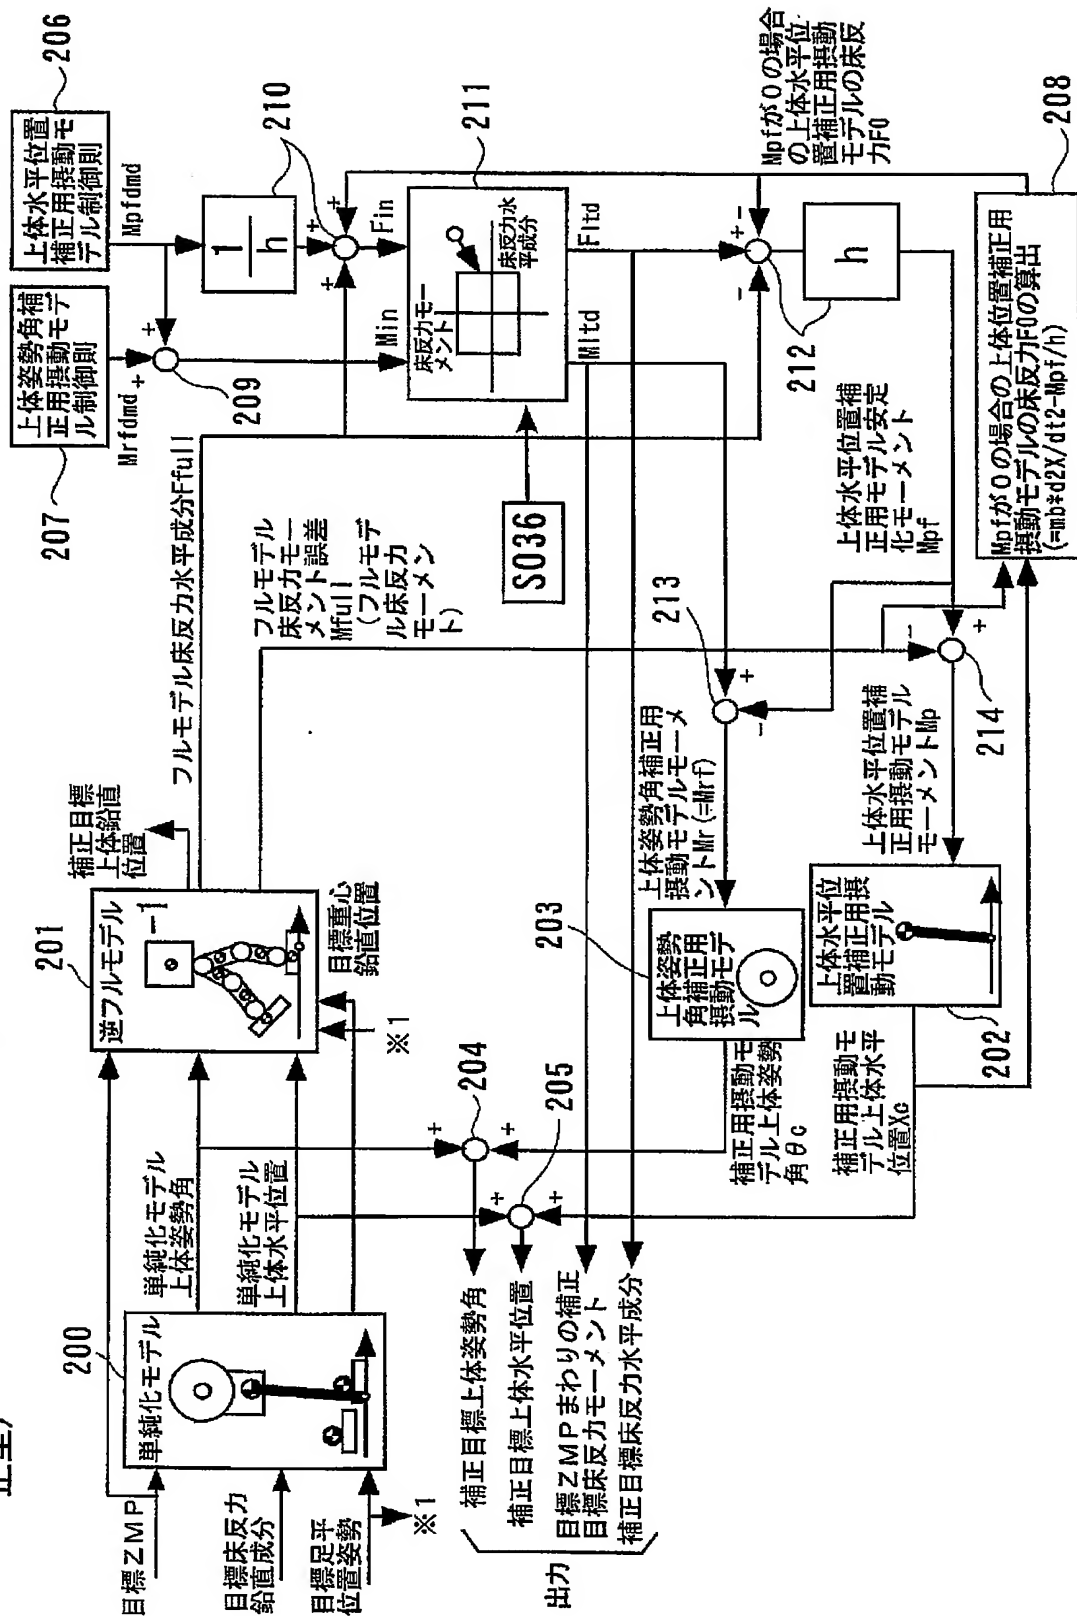 目標ZMP
目標床反力
鉛直成分
目標足平
位置姿勢
※1
200
単純化モデル
単純化モデル
上体姿勢角
単純化モデル
上体水平位置
201
逆フルモデル
-1
補正目標
上体鉛直
位置
目標重心
鉛直位置
※1
フルモデル床反力水平成分Ffull
フルモデル
床反力モー
メント誤差
Mfull
(フルモデ
ル床反力
モーメン
ト)
207
上体姿勢角補
正用摂動モデ
ル制御則
Mrfdmd
+
+
209
206
上体水平位置
補正用摂動モ
デル制御則
Mpfdmd
1
h
210
+
+
+
Fin
Min
211
床反力モー
メント
床反力水
平成分
Mltd
Fltd
S036
Mpfが0の場合
の上体水平位
置補正用摂動
モデルの床反
力F0
+
-
-
212
h
208
Mpfが0の場合の上体位置補正用
摂動モデルの床反力F0の算出
(=mb*d2X/dt2-Mpf/h)
上体水平位置補
正用モデル安定
化モーメント
Mpf
213
+
-
214
-
+
上体姿勢角補正用
摂動モデルモーメ
ントMr(=Mrf)
上体水平位置補
正用摂動モデル
モーメントMp
203
上体姿勢
角補正用
摂動モデ
ル
202
上体水平位
置補正用摂
動モデル
補正用摂動モ
デル上体姿勢
角θc
補正用摂動モ
デル上体水平
位置Xc
204
+
+
205
+
+
出力
補正目標上体姿勢角
補正目標上体水平位置
目標ZMPまわりの補正
目標床反力モーメント
補正目標床反力水平成分